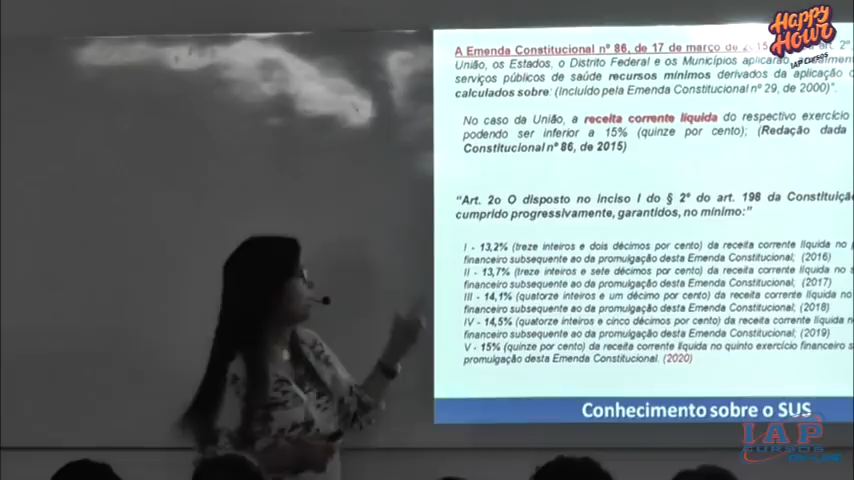 Happy
Hour
IAP CURSOS
A Emenda Constitucional nº 86, de 17 de março de 2015
União, os Estados, o Distrito Federal e os Municípios aplicarão,
serviços públicos de saúde recursos mínimos derivados da aplicação
calculados sobre: (Incluído pela Emenda Constitucional nº 29, de 2000)".
No caso da União, a receita corrente líquida do respectivo exercício
podendo ser inferior a 15% (quinze por cento); (Redação dada
Constitucional nº 86, de 2015)
"Art. 2o O disposto no inciso I do § 2º do art. 198 da Constituiçã
cumprido progressivamente, garantidos, no mínimo:"
I - 13,2% (treze inteiros e dois décimos por cento) da receita corrente líquida no
financeiro subsequente ao da promulgação desta Emenda Constitucional; (2016)
II - 13,7% (treze inteiros e sete décimos por cento) da receita corrente líquida no
financeiro subsequente ao da promulgação desta Emenda Constitucional; (2017)
III - 14,1% (quatorze inteiros e um décimo por cento) da receita corrente líquida no
financeiro subsequente ao da promulgação desta Emenda Constitucional; (2018)
IV - 14,5% (quatorze inteiros e cinco décimos por cento) da receita corrente líquida
financeiro subsequente ao da promulgação desta Emenda Constitucional; (2019)
V - 15% (quinze por cento) da receita corrente líquida no quinto exercício financeiro
promulgação desta Emenda Constitucional. (2020)
Conhecimento sobre o SUS
IAP
CURSOS
ON-LINE